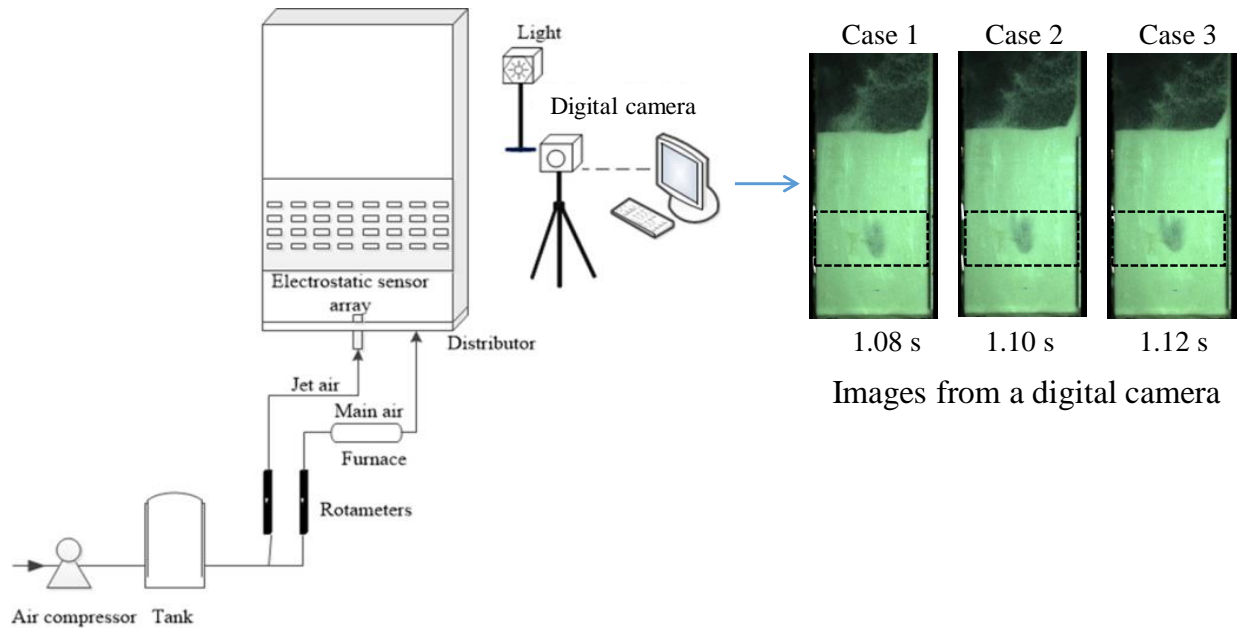 Light
Digital camera
Case 1
Case 2
Case 3
1.08 s
1.10 s
1.12 s
Images from a digital camera
Electrostatic sensor
array
Distributor
Jet air
Main air
Furnace
Rotameters
Air compressor
Tank